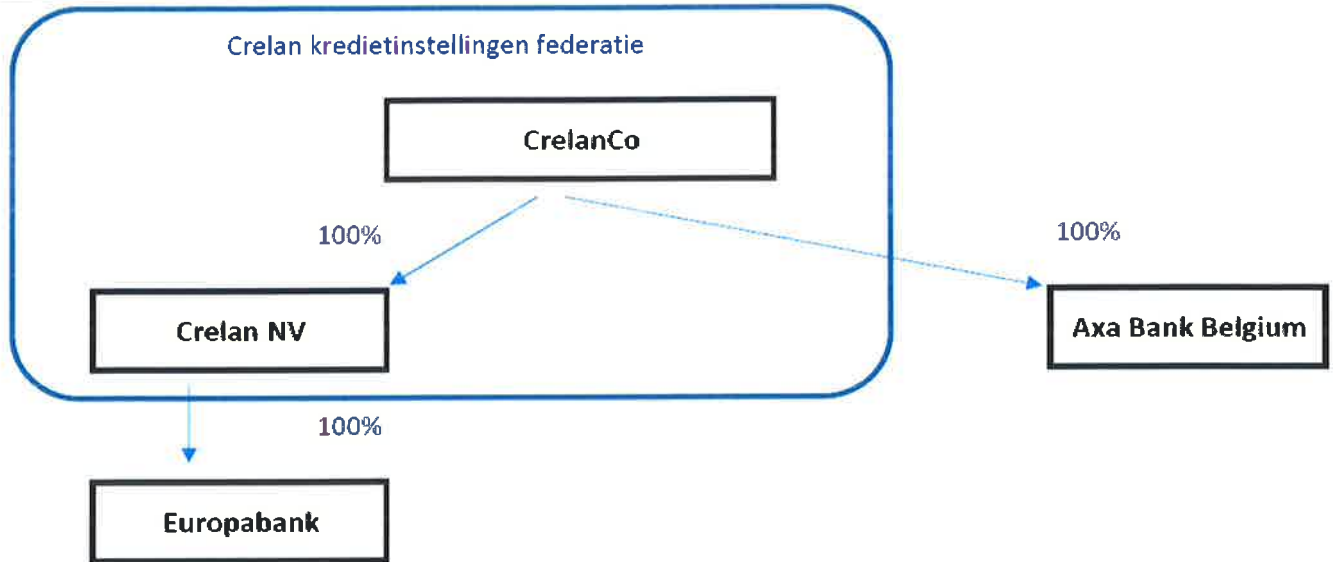 Crelan kredietinstellingen federatie
CrelanCo
100%
100%
Crelan NV
Axa Bank Belgium
100%
Europabank